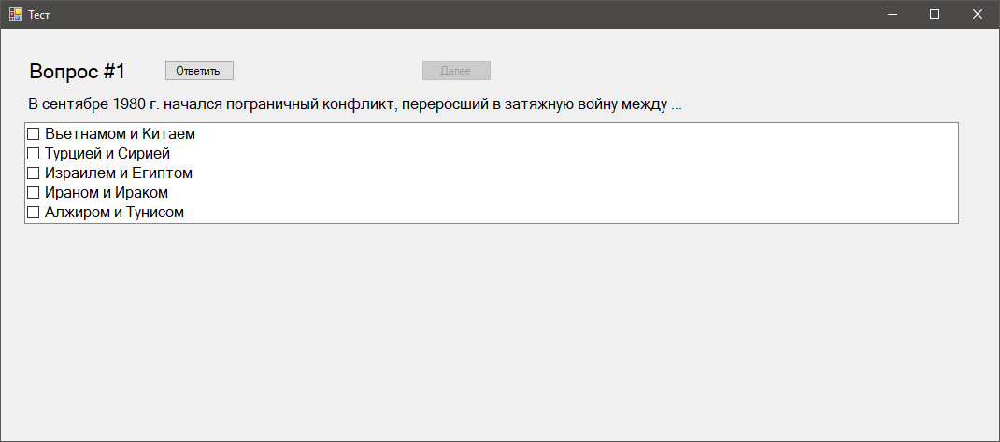 Тест
Вопрос #1 Ответить Далее
В сентябре 1980 г. начался пограничный конфликт, переросший в затяжную войну между ...
Вьетнамом и Китаем
Турцией и Сирией
Израилем и Египтом
Ираном и Ираком
Алжиром и Тунисом